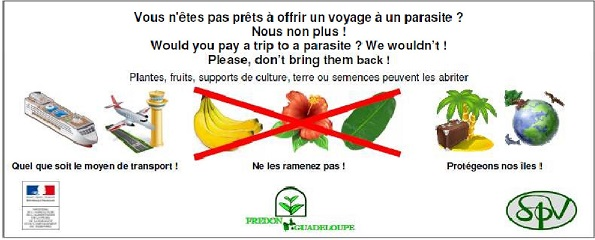 Vous n'êtes pas prêts à offrir un voyage à un parasite ?
Nous non plus !
Would you pay a trip to a parasite ? We wouldn't !
Please, don't bring them back !
Plantes, fruits, supports de culture, terre ou semences peuvent les abriter
Quel que soit le moyen de transport !
Ne les ramenez pas !
Protégeons nos îles !
FREDON
GUADELOUPE
SPV